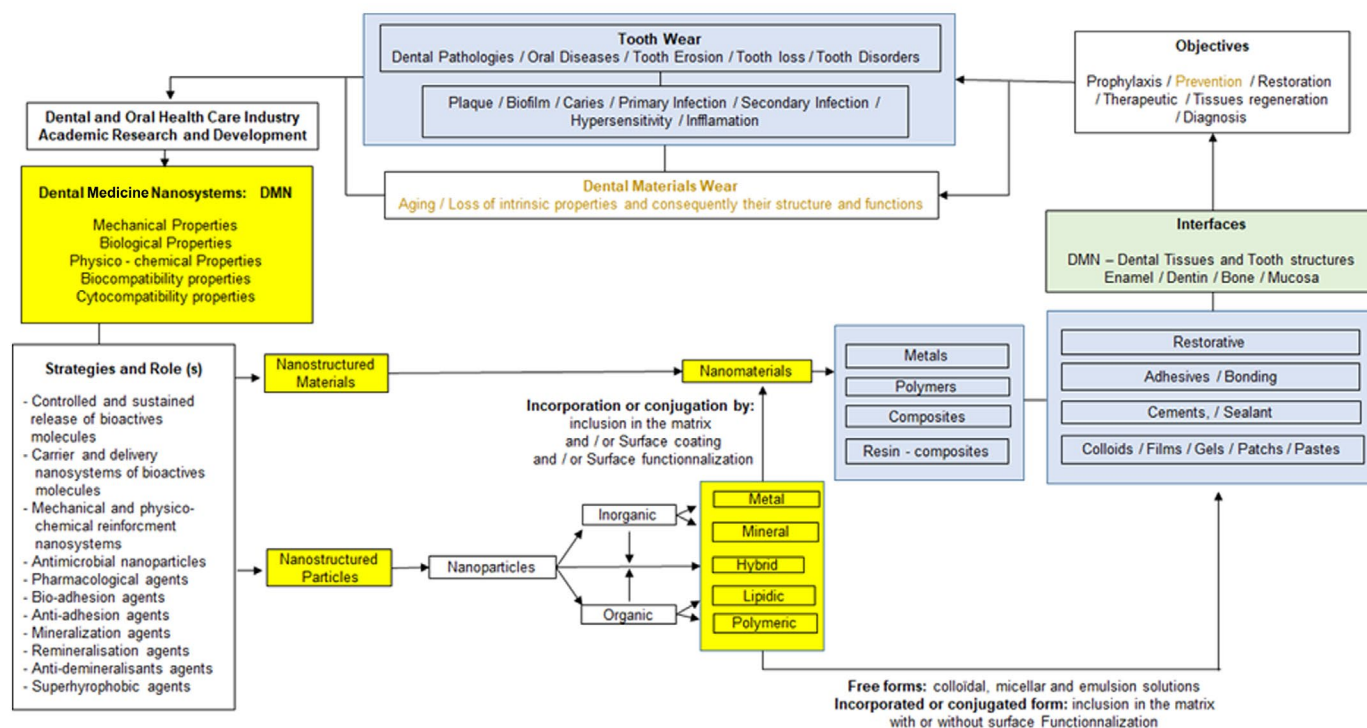 Tooth Wear
Dental Pathologies / Oral Diseases / Tooth Erosion / Tooth loss / Tooth Disorders
Plaque / Biofilm / Caries / Primary Infection / Secondary Infection /
Hypersensitivity / Infflamation
Objectives
Prophylaxis / Prevention / Restoration
/ Therapeutic / Tissues regeneration
/ Diagnosis
Dental and Oral Health Care Industry
Academic Research and Development
Dental Materials Wear
Aging / Loss of intrinsic properties and consequently their structure and functions
Dental Medicine Nanosystems: DMN
Mechanical Properties
Biological Properties
Physico - chemical Properties
Biocompatibility properties
Cytocompatibility properties
Interfaces
DMN – Dental Tissues and Tooth structures
Enamel / Dentin / Bone / Mucosa
Strategies and Role (s)
- Controlled and sustained
release of bioactives
molecules
- Carrier and delivery
nanosystems of bioactives
molecules
- Mechanical and physico-
chemical reinforcment
nanosystems
- Antimicrobial nanoparticles
- Pharmacological agents
- Bio-adhesion agents
- Anti-adhesion agents
- Mineralization agents
- Remineralisation agents
- Anti-demineralisants agents
- Superhyrophobic agents
Nanostructured
Materials
Nanomaterials
Metals
Polymers
Composites
Resin - composites
Restorative
Adhesives / Bonding
Cements, / Sealant
Colloids / Films / Gels / Patchs / Pastes
Incorporation or conjugation by:
inclusion in the matrix
and / or Surface coating
and / or Surface functionnalization
Nanostructured
Particles
Nanoparticles
Inorganic
Organic
Metal
Mineral
Hybrid
Lipidic
Polymeric
Free forms: colloïdal, micellar and emulsion solutions
Incorporated or conjugated form: inclusion in the matrix
with or without surface Functionnalization